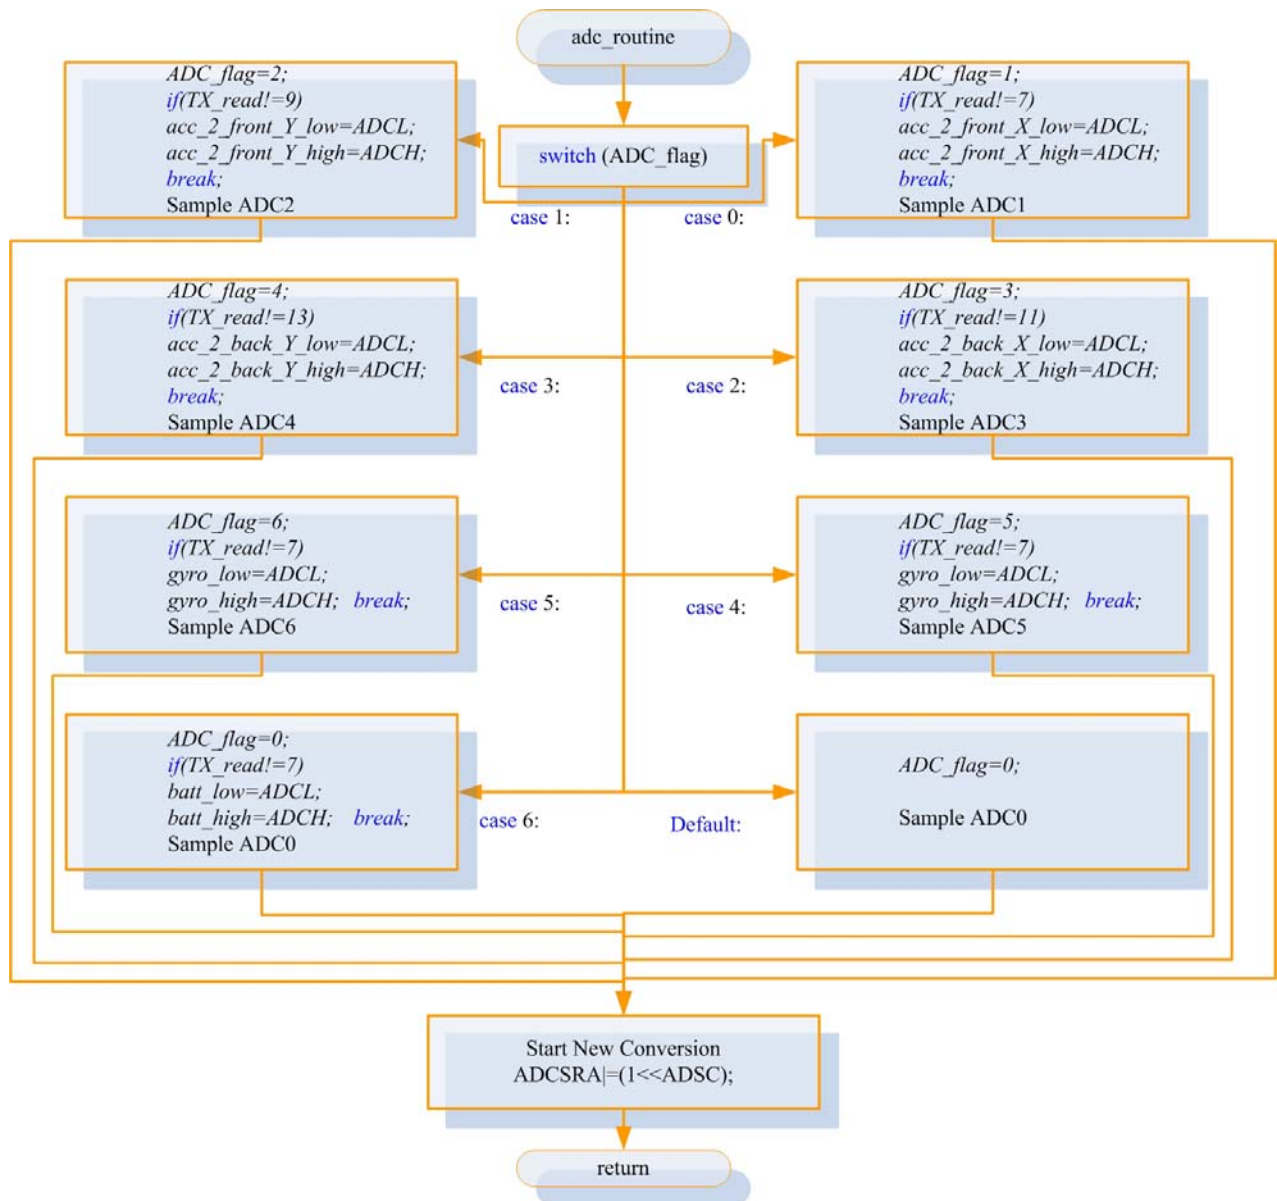 adc_routine
ADC_flag=2;
if(TX_read!=9)
acc_2_front_Y_low=ADCL;
acc_2_front_Y_high=ADCH;
break;
Sample ADC2
switch (ADC_flag)
ADC_flag=1;
if(TX_read!=7)
acc_2_front_X_low=ADCL;
acc_2_front_X_high=ADCH;
break;
Sample ADC1
case 1:
case 0:
ADC_flag=4;
if(TX_read!=13)
acc_2_back_Y_low=ADCL;
acc_2_back_Y_high=ADCH;
break;
Sample ADC4
case 3:
case 2:
ADC_flag=3;
if(TX_read!=11)
acc_2_back_X_low=ADCL;
acc_2_back_X_high=ADCH;
break;
Sample ADC3
ADC_flag=6;
if(TX_read!=7)
gyro_low=ADCL;
gyro_high=ADCH; break;
Sample ADC6
case 5:
case 4:
ADC_flag=5;
if(TX_read!=7)
gyro_low=ADCL;
gyro_high=ADCH; break;
Sample ADC5
ADC_flag=0;
if(TX_read!=7)
batt_low=ADCL;
batt_high=ADCH; break;
Sample ADC0
case 6:
Default:
ADC_flag=0;
Sample ADC0
Start New Conversion
ADCSRA|=(1<<ADSC);
return